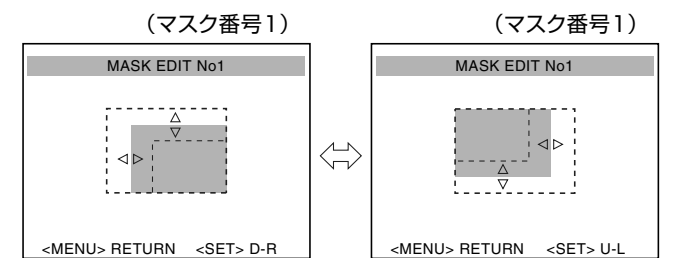 （マスク番号1）
MASK EDIT No1
<MENU> RETURN <SET> D-R
（マスク番号1）
MASK EDIT No1
<MENU> RETURN <SET> U-L